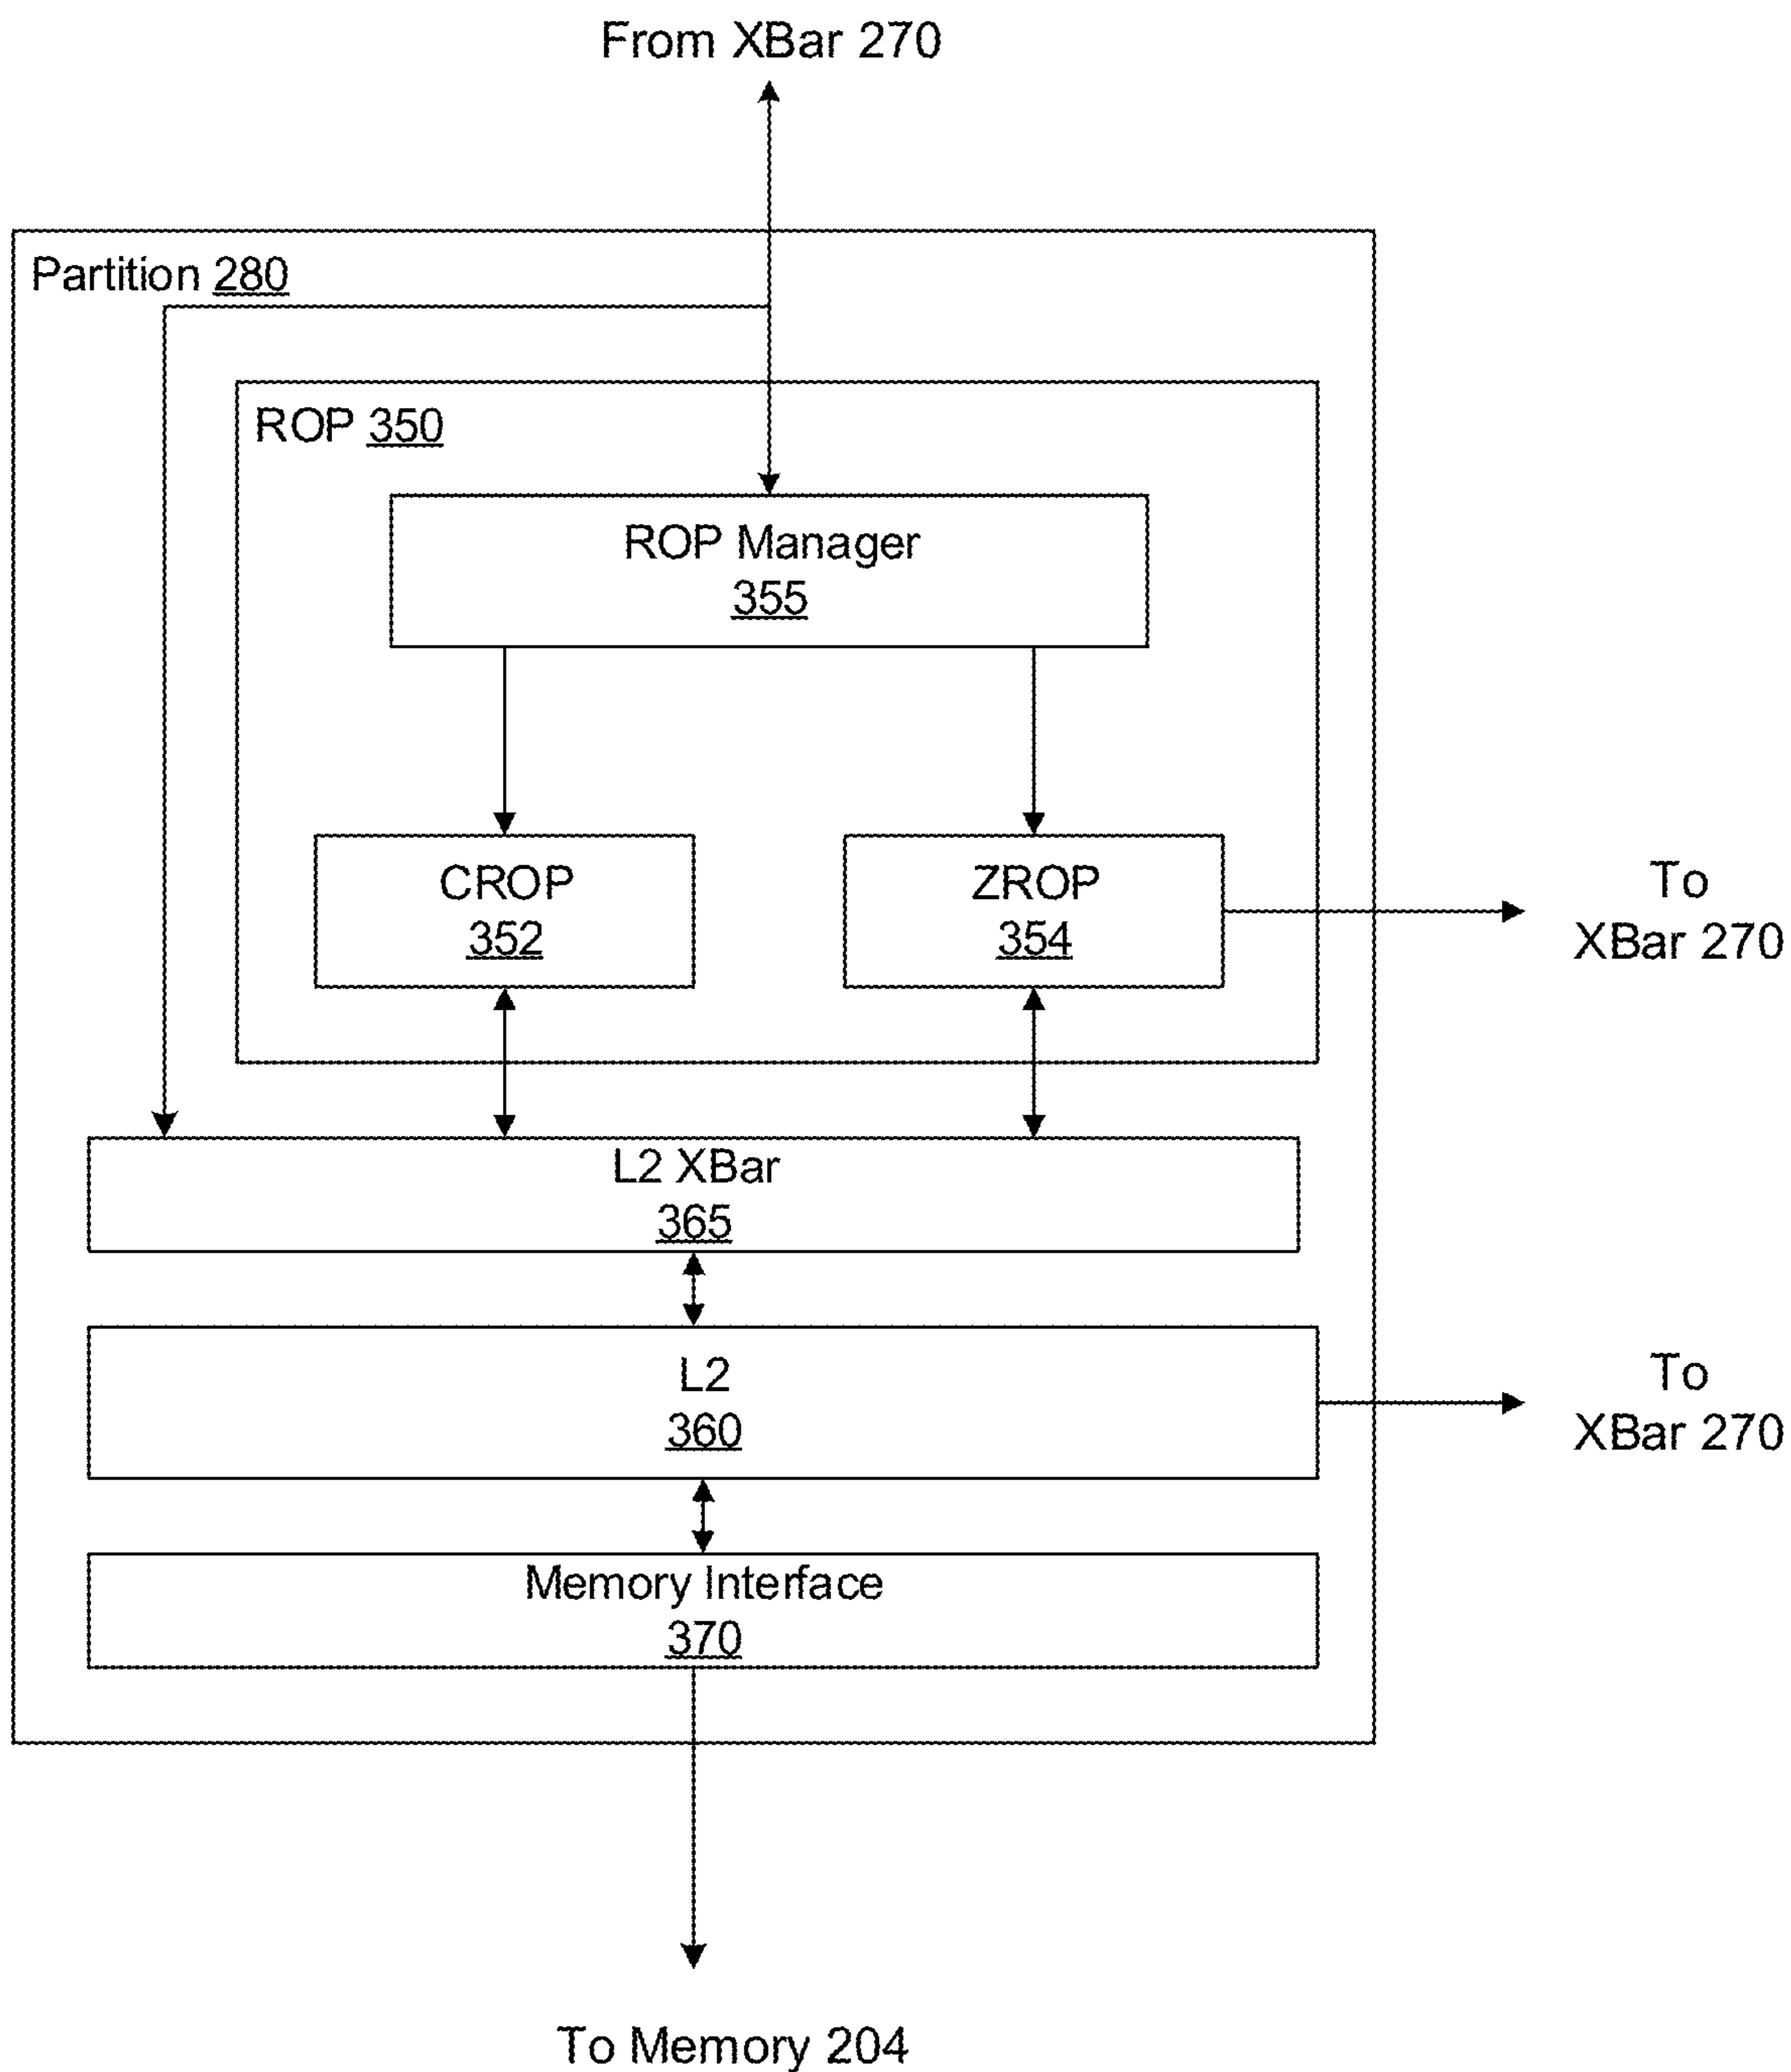 From XBar 270
Partition 280
ROP 350
ROP Manager
355
CROP
352
ZROP
354
To
XBar 270
L2 XBar
365
L2
360
To
XBar 270
Memory Interface
370
To Memory 204